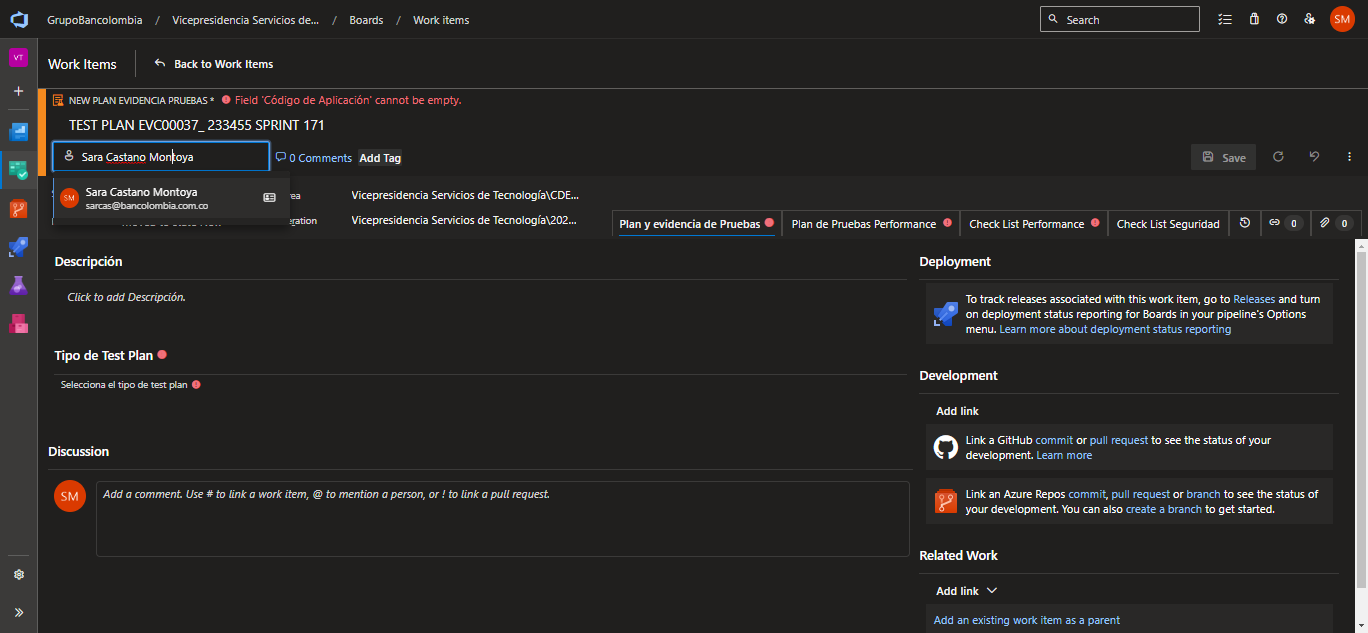 GrupoBancolombia / Vicepresidencia Servicios de... / Boards / Work items
Search
SM
VT
Work Items
Back to Work Items
NEW PLAN EVIDENCIA PRUEBAS * Field 'Código de Aplicación' cannot be empty.
TEST PLAN EVC00037_ 233455 SPRINT 171
Sara Castano Montoya
0 Comments
Add Tag
Save
SM
Sara Castano Montoya
sarcas@bancolombia.com.co
Vicepresidencia Servicios de Tecnología\CDE...
Vicepresidencia Servicios de Tecnología\202...
Plan y evidencia de Pruebas
Plan de Pruebas Performance
Check List Performance
Check List Seguridad
0
0
Descripción
Click to add Descripción.
Tipo de Test Plan
Selecciona el tipo de test plan
Discussion
SM
Add a comment. Use # to link a work item, @ to mention a person, or ! to link a pull request.
Deployment
To track releases associated with this work item, go to Releases and turn
on deployment status reporting for Boards in your pipeline's Options
menu. Learn more about deployment status reporting
Development
Add link
Link a GitHub commit or pull request to see the status of your
development. Learn more
Link an Azure Repos commit, pull request or branch to see the status of
your development. You can also create a branch to get started.
Related Work
Add link
Add an existing work item as a parent